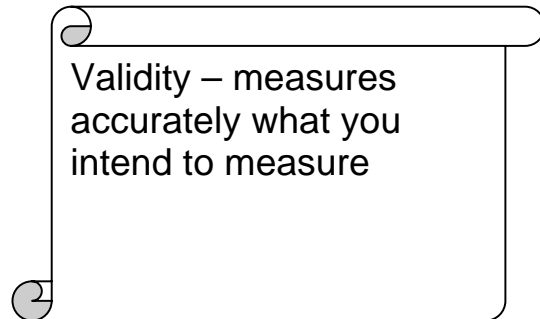 Validity – measures
accurately what you
intend to measure